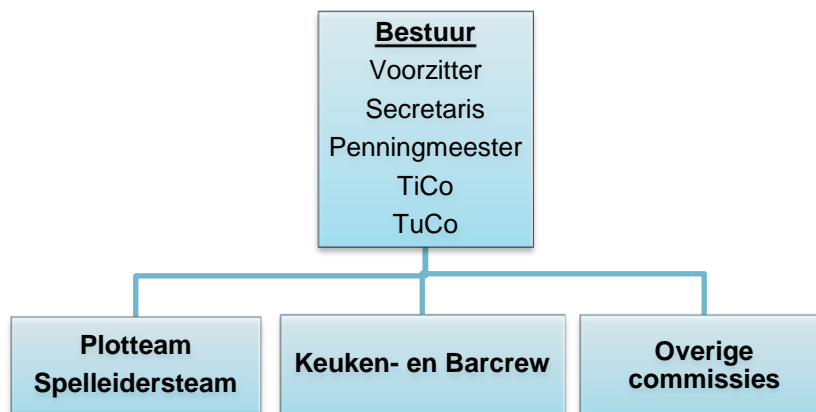 Bestuur
Voorzitter
Secretaris
Penningmeester
TiCo
TuCo
Plotteam
Spelleidersteam
Keuken- en Barcrew
Overige
commissies